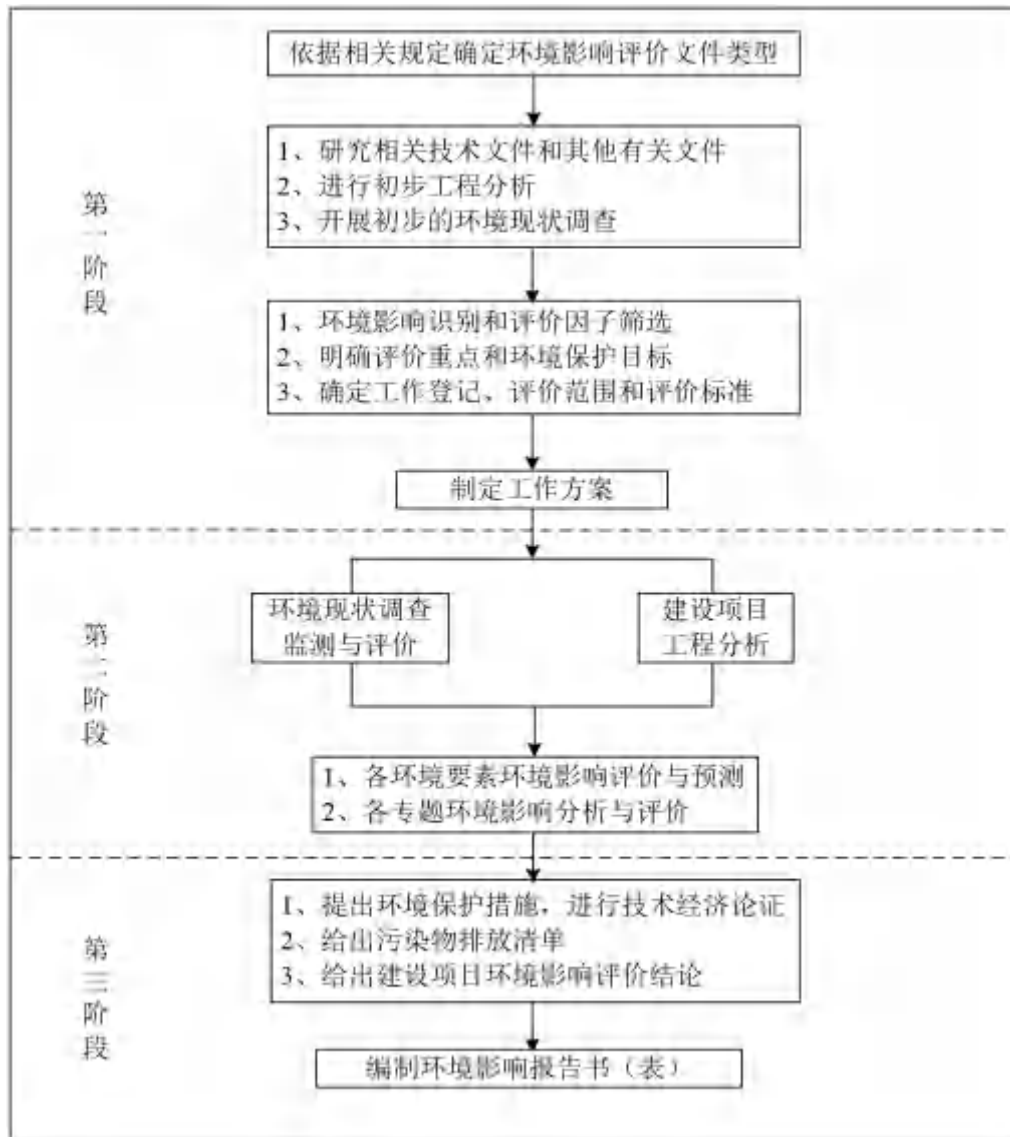 依据相关规定确定环境影响评价文件类型
1、研究相关技术文件和其他有关文件
2、进行初步工程分析
3、开展初步的环境现状调查
第一阶段
1、环境影响识别和评价因子筛选
2、明确评价重点和环境保护目标
3、确定工作登记、评价范围和评价标准
制定工作方案
第二阶段
环境现状调查
监测与评价
建设项目
工程分析
1、各环境要素环境影响评价与预测
2、各专题环境影响分析与评价
第三阶段
1、提出环境保护措施，进行技术经济论证
2、给出污染物排放清单
3、给出建设项目环境影响评价结论
编制环境影响报告书（表）